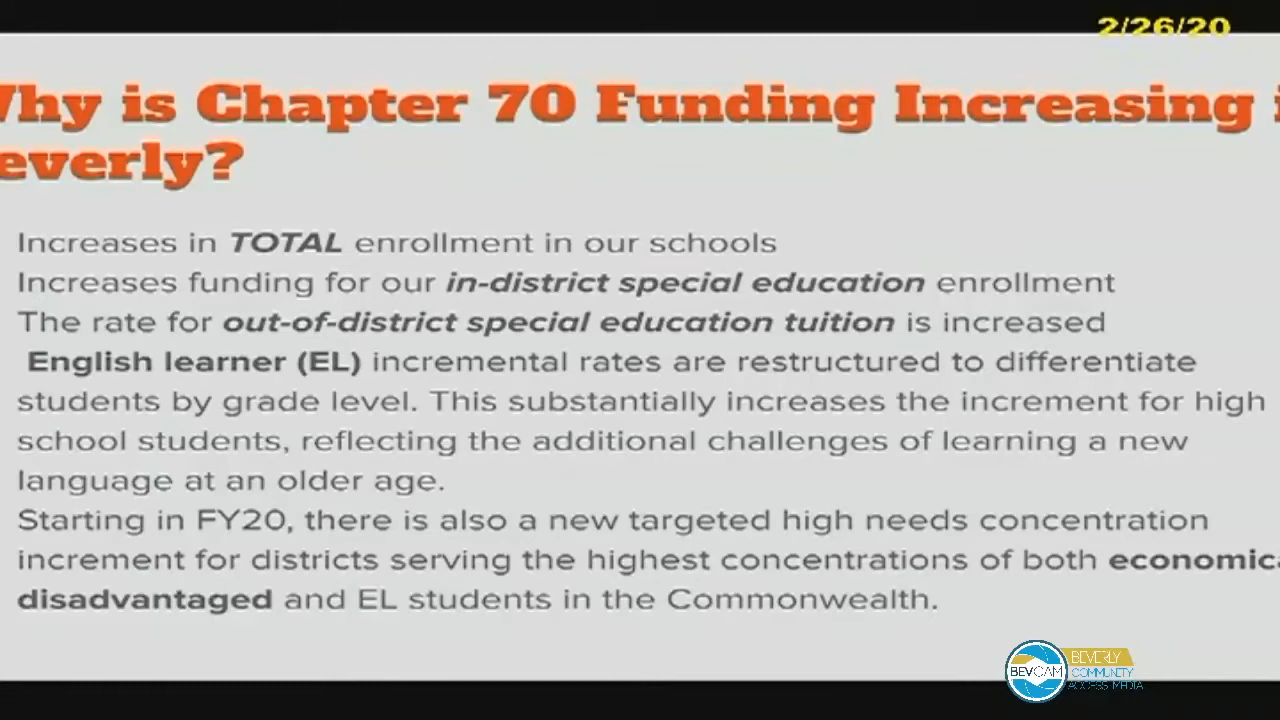 2/26/20
Why is Chapter 70 Funding Increasing i
everly?
Increases in TOTAL enrollment in our schools
Increases funding for our in-district special education enrollment
The rate for out-of-district special education tuition is increased
English learner (EL) incremental rates are restructured to differentiate
students by grade level. This substantially increases the increment for high
school students, reflecting the additional challenges of learning a new
language at an older age.
Starting in FY20, there is also a new targeted high needs concentration
increment for districts serving the highest concentrations of both economica
disadvantaged and EL students in the Commonwealth.
BEVCAM
BEVERLY
COMMUNITY
ACCESS MEDIA